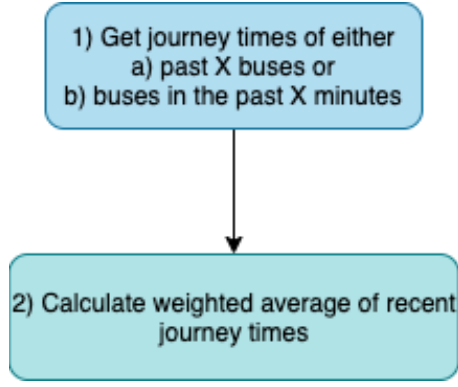 1) Get journey times of either
a) past X buses or
b) buses in the past X minutes
2) Calculate weighted average of recent
journey times